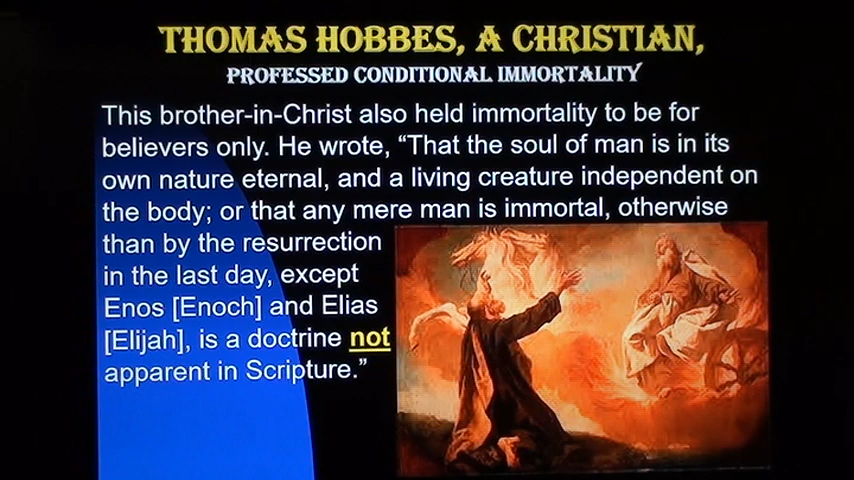 THOMAS HOBBES, A CHRISTIAN,
PROFESSED CONDITIONAL IMMORTALITY
This brother-in-Christ also held immortality to be for
believers only. He wrote, “That the soul of man is in its
own nature eternal, and a living creature independent on
the body; or that any mere man is immortal, otherwise
than by the resurrection
in the last day, except
Enos [Enoch] and Elias
[Elijah], is a doctrine not
apparent in Scripture.”